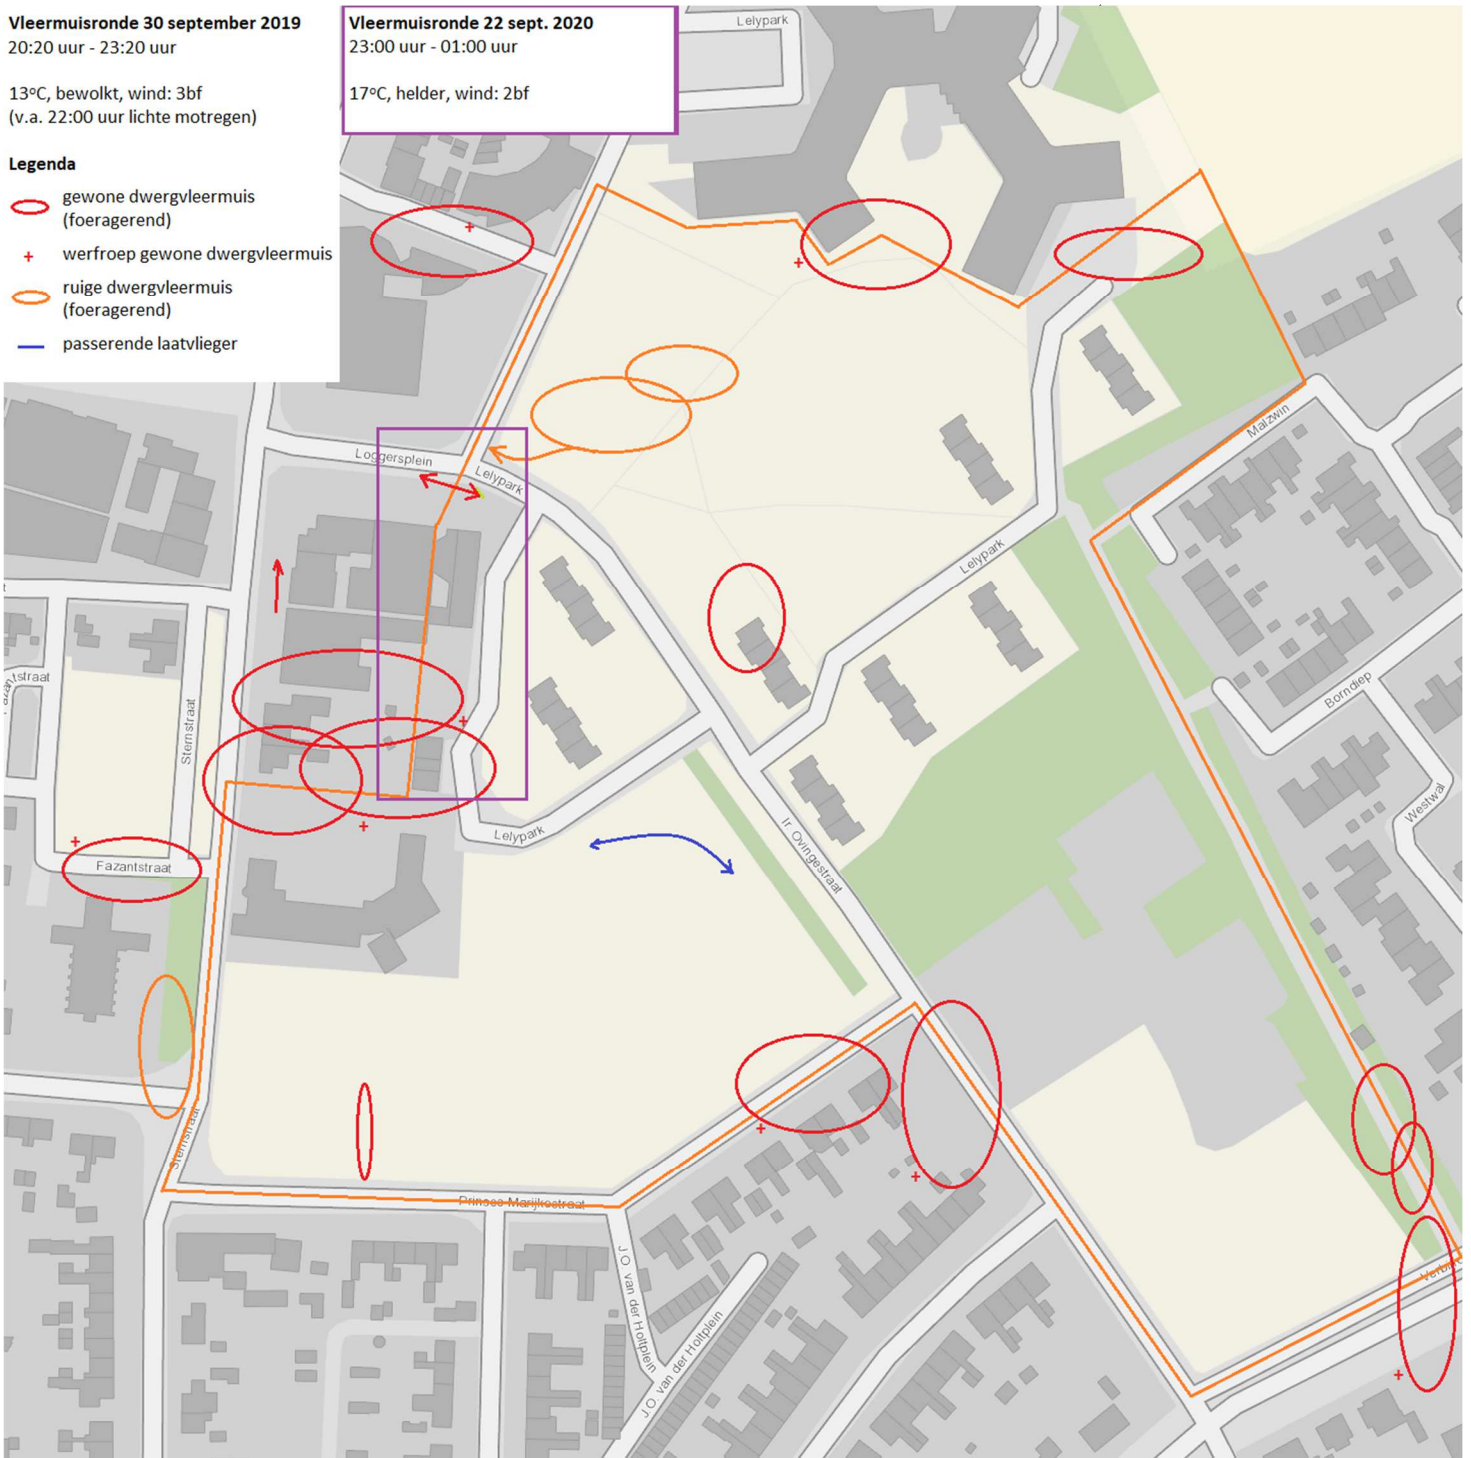 Vleermuisronde 30 september 2019
20:20 uur - 23:20 uur
13°C, bewolkt, wind: 3bf
(v.a. 22:00 uur lichte motregen)
Vleermuisronde 22 sept. 2020
23:00 uur - 01:00 uur
17°C, helder, wind: 2bf
Legenda
gewone dwergvleermuis
(foeragerend)
werfroep gewone dwergvleermuis
ruige dwergvleermuis
(foeragerend)
passerende laatvlieger
Lelypark
Loggersplein
Lelypark
Malzwin
Lelypark
Borndiep
Sternstraat
Westwal
Lelypark
Ir. Ovingestraat
Fazantstraat
Sternstraat
Prinses Marijkestraat
J.O. van der Holtplein
J.O. van der Holtplein